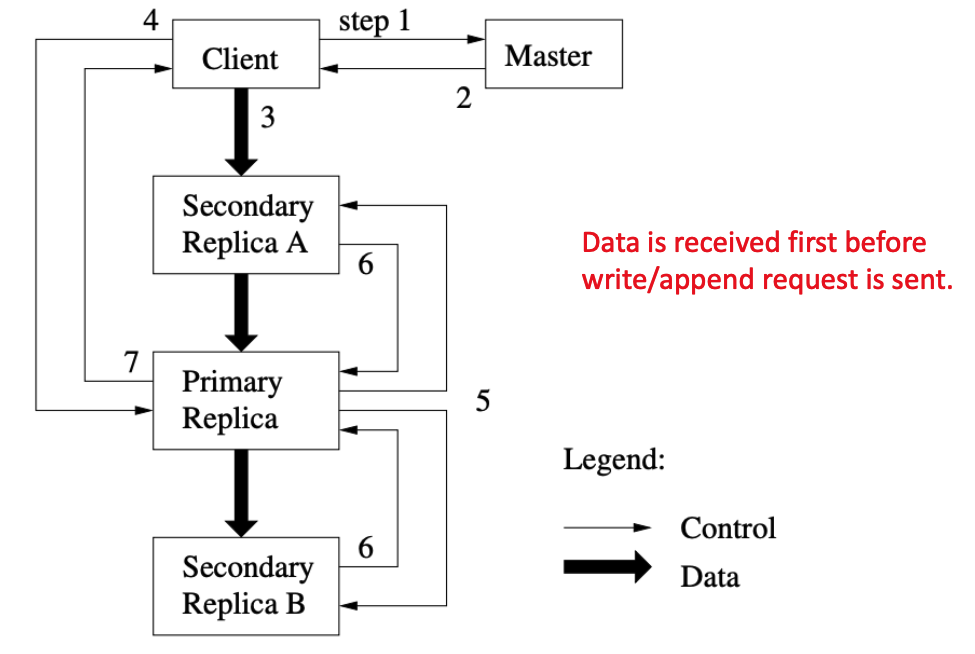 4
step 1
Client
Master
2
3
Secondary
Replica A
6
Data is received first before
write/append request is sent.
7
Primary
Replica
5
Legend:
Control
6
Secondary
Replica B
Data